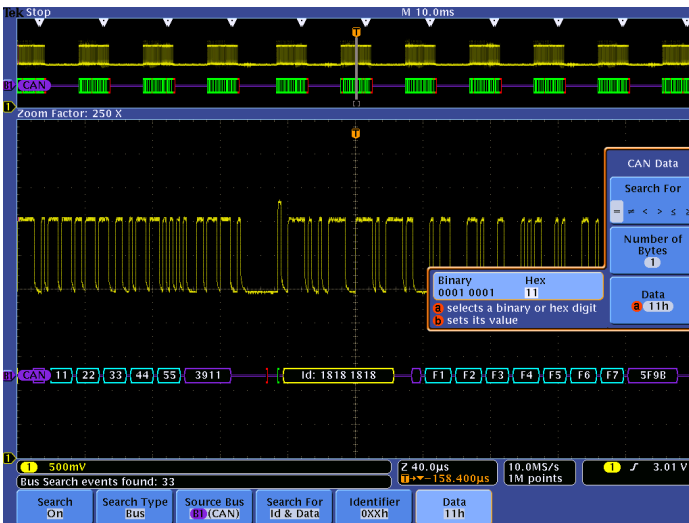 Tek Stop M 10.0ms
T
B1 CAN
1
Zoom Factor: 250 X
T
CAN Data
Search For
= ≠ < > ≤ ≥
Number of
Bytes
1
Binary Hex
0001 0001 11
a selects a binary or hex digit
b sets its value
Data
a 11h
B1 CAN 11 22 33 44 55 3911 Id: 1818 1818 F1 F2 F3 F4 F5 F6 F7 5F9B
1
1 500mV Z 40.0µs 10.0MS/s 1 3.01 V
T→▼−158.400µs 1M points
Bus Search events found: 33
Search Search Type Source Bus Search For Identifier Data
On Bus B1 (CAN) Id & Data 0XXh 11h